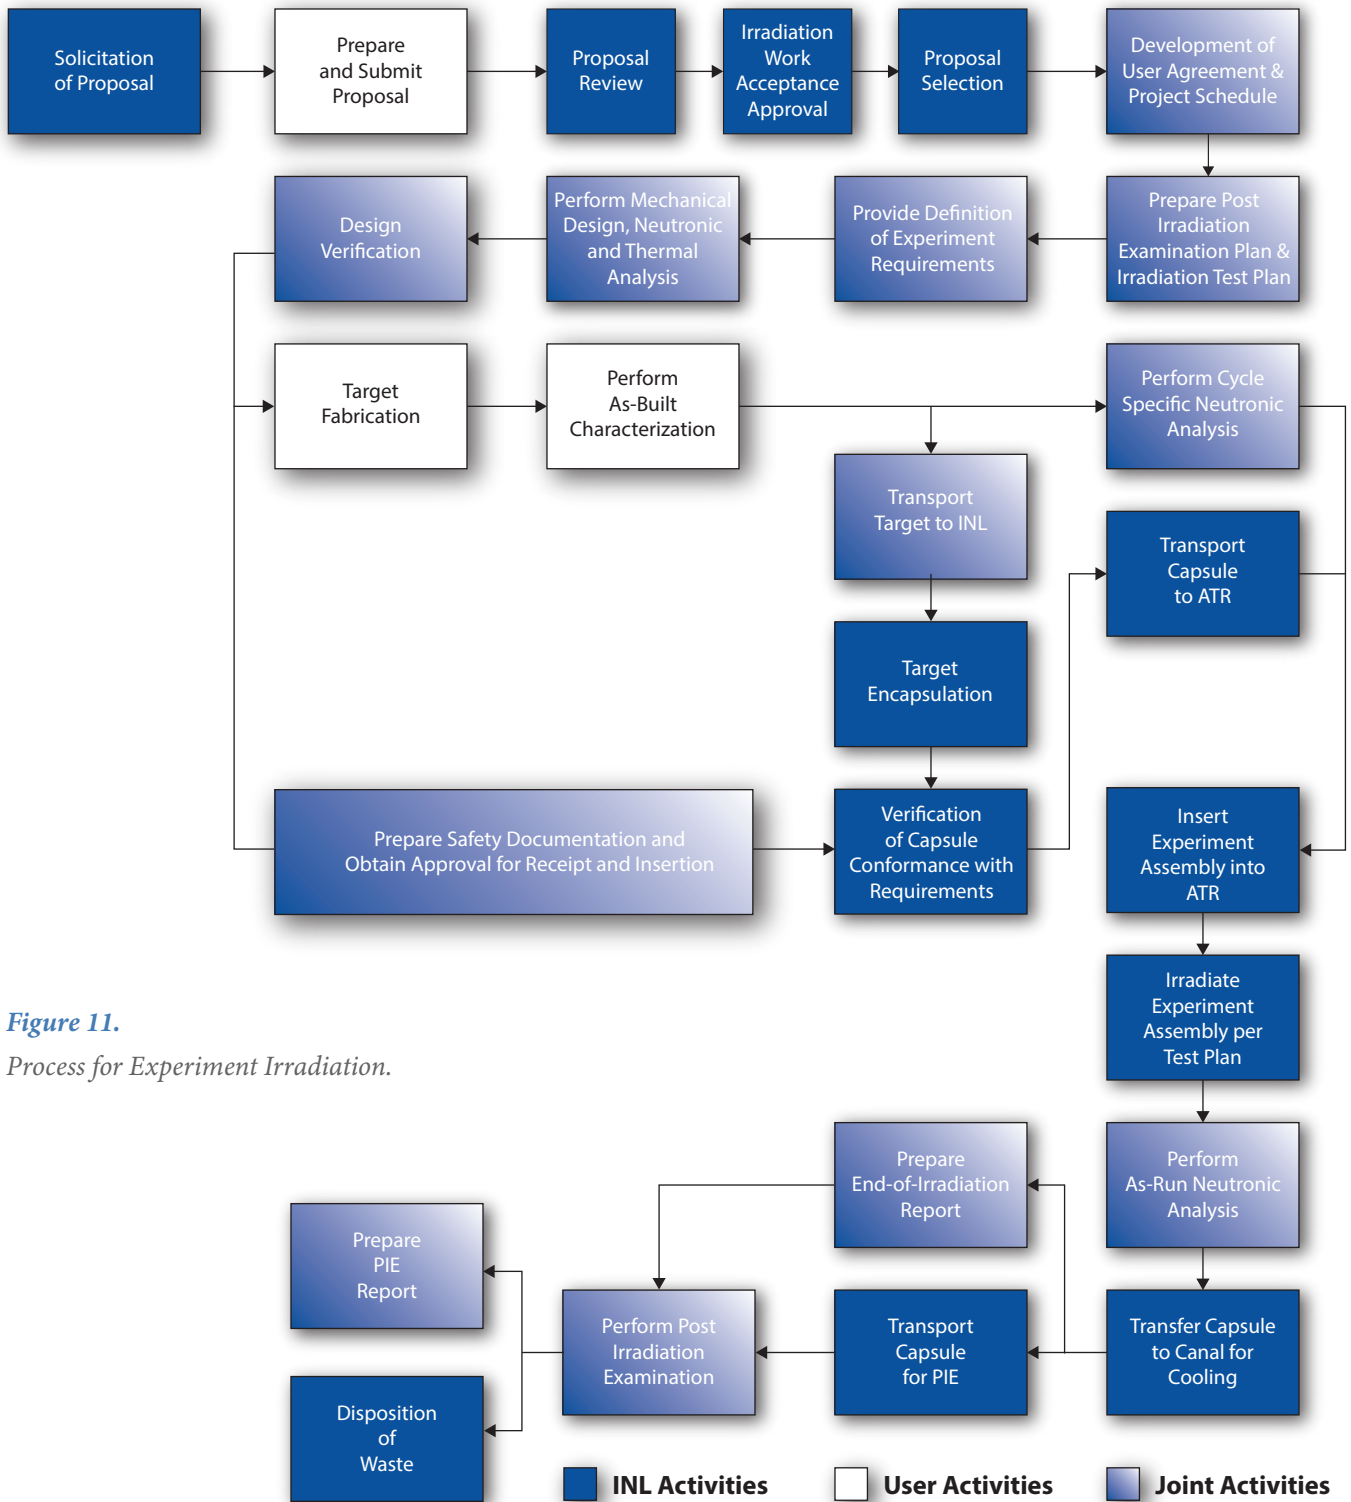 Solicitation
of Proposal
Prepare
and Submit
Proposal
Proposal
Review
Irradiation
Work
Acceptance
Approval
Proposal
Selection
Development of
User Agreement &
Project Schedule
Design
Verification
Perform Mechanical
Design, Neutronic
and Thermal
Analysis
Provide Definition
of Experiment
Requirements
Prepare Post
Irradiation
Examination Plan &
Irradiation Test Plan
Target
Fabrication
Perform
As-Built
Characterization
Perform Cycle
Specific Neutronic
Analysis
Transport
Target to INL
Transport
Capsule
to ATR
Target
Encapsulation
Prepare Safety Documentation and
Obtain Approval for Receipt and Insertion
Verification
of Capsule
Conformance with
Requirements
Insert
Experiment
Assembly into
ATR
Irradiate
Experiment
Assembly per
Test Plan
Figure 11.
Process for Experiment Irradiation.
Prepare
End-of-Irradiation
Report
Perform
As-Run Neutronic
Analysis
Prepare
PIE
Report
Perform Post
Irradiation
Examination
Transport
Capsule
for PIE
Transfer Capsule
to Canal for
Cooling
Disposition
of
Waste
INL Activities
User Activities
Joint Activities